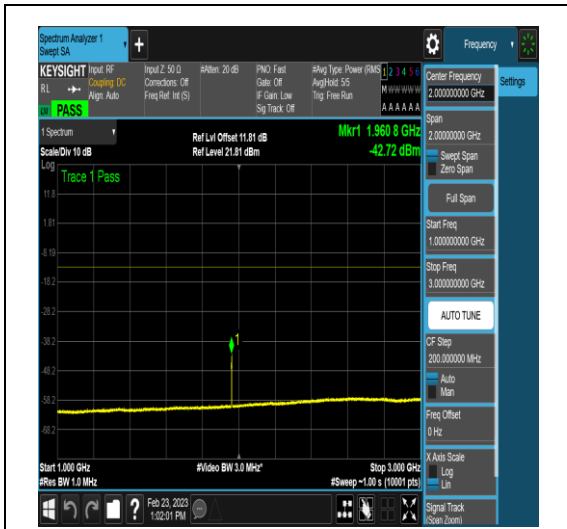 Spectrum Analyzer 1
Swept SA
Frequency
KEYSIGHT
Input: RF
Input Z: 50 Ω
#Atten: 20 dB
PNO: Fast
#Avg Type: Power (RMS
1 2 3 4 5 6
RL
Coupling: DC
Corrections: Off
Gate: Off
Avg|Hold: 5/5
Align: Auto
Freq Ref: Int (S)
IF Gain: Low
Trig: Free Run
M W W W W W
Sig Track: Off
A A A A A A
PASS
Center Frequency
2.000000000 GHz
Settings
Span
2.00000000 GHz
Swept Span
Zero Span
Full Span
Start Freq
1.000000000 GHz
Stop Freq
3.000000000 GHz
AUTO TUNE
CF Step
200.000000 MHz
Auto
Man
Freq Offset
0 Hz
X Axis Scale
Log
Lin
Signal Track
(Span Zoom)
1 Spectrum
Ref Lvl Offset 11.81 dB
Mkr1 1.960 8 GHz
Scale/Div 10 dB
Ref Level 21.81 dBm
-42.72 dBm
Log
Trace 1 Pass
11.8
1.81
-8.19
-18.2
-28.2
-38.2
-48.2
-58.2
-68.2
1
Start 1.000 GHz
#Video BW 3.0 MHz*
Stop 3.000 GHz
#Res BW 1.0 MHz
#Sweep ~1.00 s (10001 pts)
?
Feb 23, 2023
1:02:01 PM